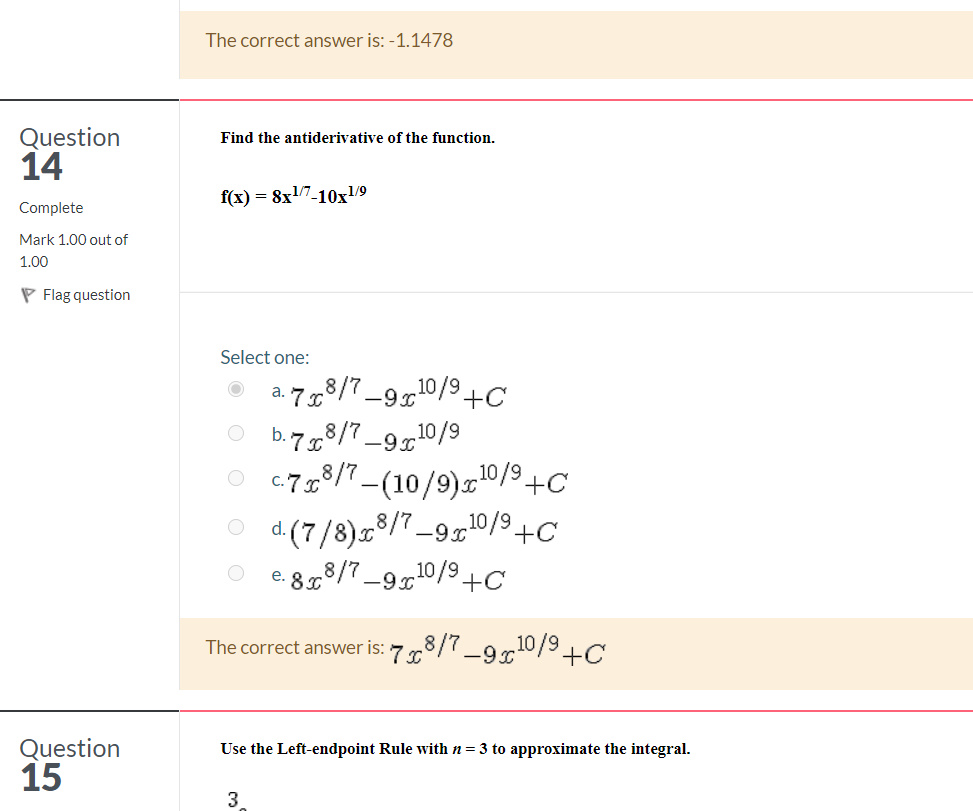 The correct answer is: -1.1478
Question
14
Complete
Mark 1.00 out of
1.00
Flag question
Find the antiderivative of the function.
f(x) = 8x^{1/7}-10x^{1/9}
Select one:
a. 7x^{8/7}–9x^{10/9}+C
b. 7x^{8/7}–9x^{10/9}
c. 7x^{8/7}–(10/9)x^{10/9}+C
d. (7/8)x^{8/7}–9x^{10/9}+C
e. 8x^{8/7}–9x^{10/9}+C
The correct answer is: 7x^{8/7}–9x^{10/9}+C
Question
15
Use the Left-endpoint Rule with n = 3 to approximate the integral.
3